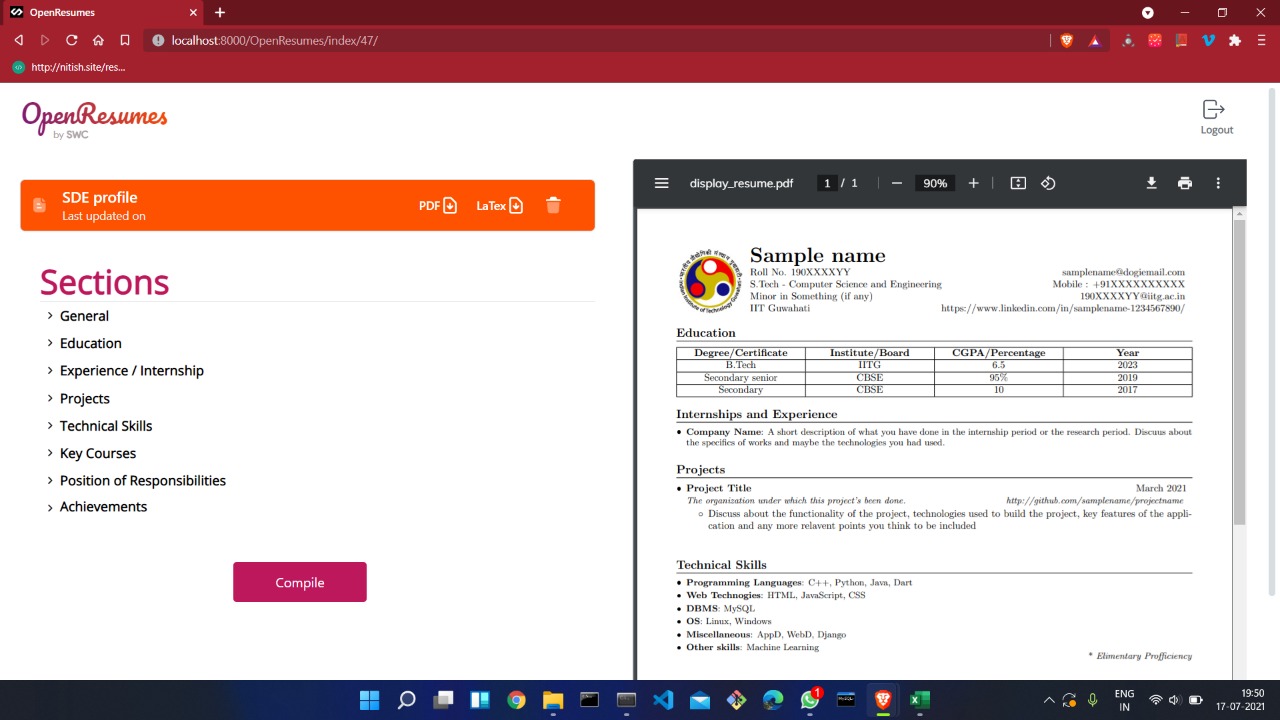 OpenResumes
localhost:8000/OpenResumes/index/47/
http://nitish.site/res...
OpenResumes
by SWC
Logout
SDE profile
Last updated on
PDF
LaTex
Sections
General
Education
Experience / Internship
Projects
Technical Skills
Key Courses
Position of Responsibilities
Achievements
Compile
display_resume.pdf 1 / 1 90%
Sample name
Roll No. 190XXXXYY samplename@dogiemail.com
S.Tech - Computer Science and Engineering Mobile : +91XXXXXXXXXX
Minor in Something (if any) 190XXXXYY@iitg.ac.in
IIT Guwahati https://www.linkedin.com/in/samplename-1234567890/
Education
Degree/Certificate Institute/Board CGPA/Percentage Year
B.Tech IITG 6.5 2023
Secondary senior CBSE 95% 2019
Secondary CBSE 10 2017
Internships and Experience
• Company Name: A short description of what you have done in the internship period or the research period. Discuus about
the specifics of works and maybe the technologies you had used.
Projects
• Project Title March 2021
The organization under which this project's been done. http://github.com/samplename/projectname
○ Discuss about the functionality of the project, technologies used to build the project, key features of the appli-
cation and any more relavent points you think to be included
Technical Skills
• Programming Languages: C++, Python, Java, Dart
• Web Technogies: HTML, JavaScript, CSS
• DBMS: MySQL
• OS: Linux, Windows
• Miscellaneous: AppD, WebD, Django
• Other skills: Machine Learning
* Elimentary Profficiency
1
ENG
IN
19:50
17-07-2021